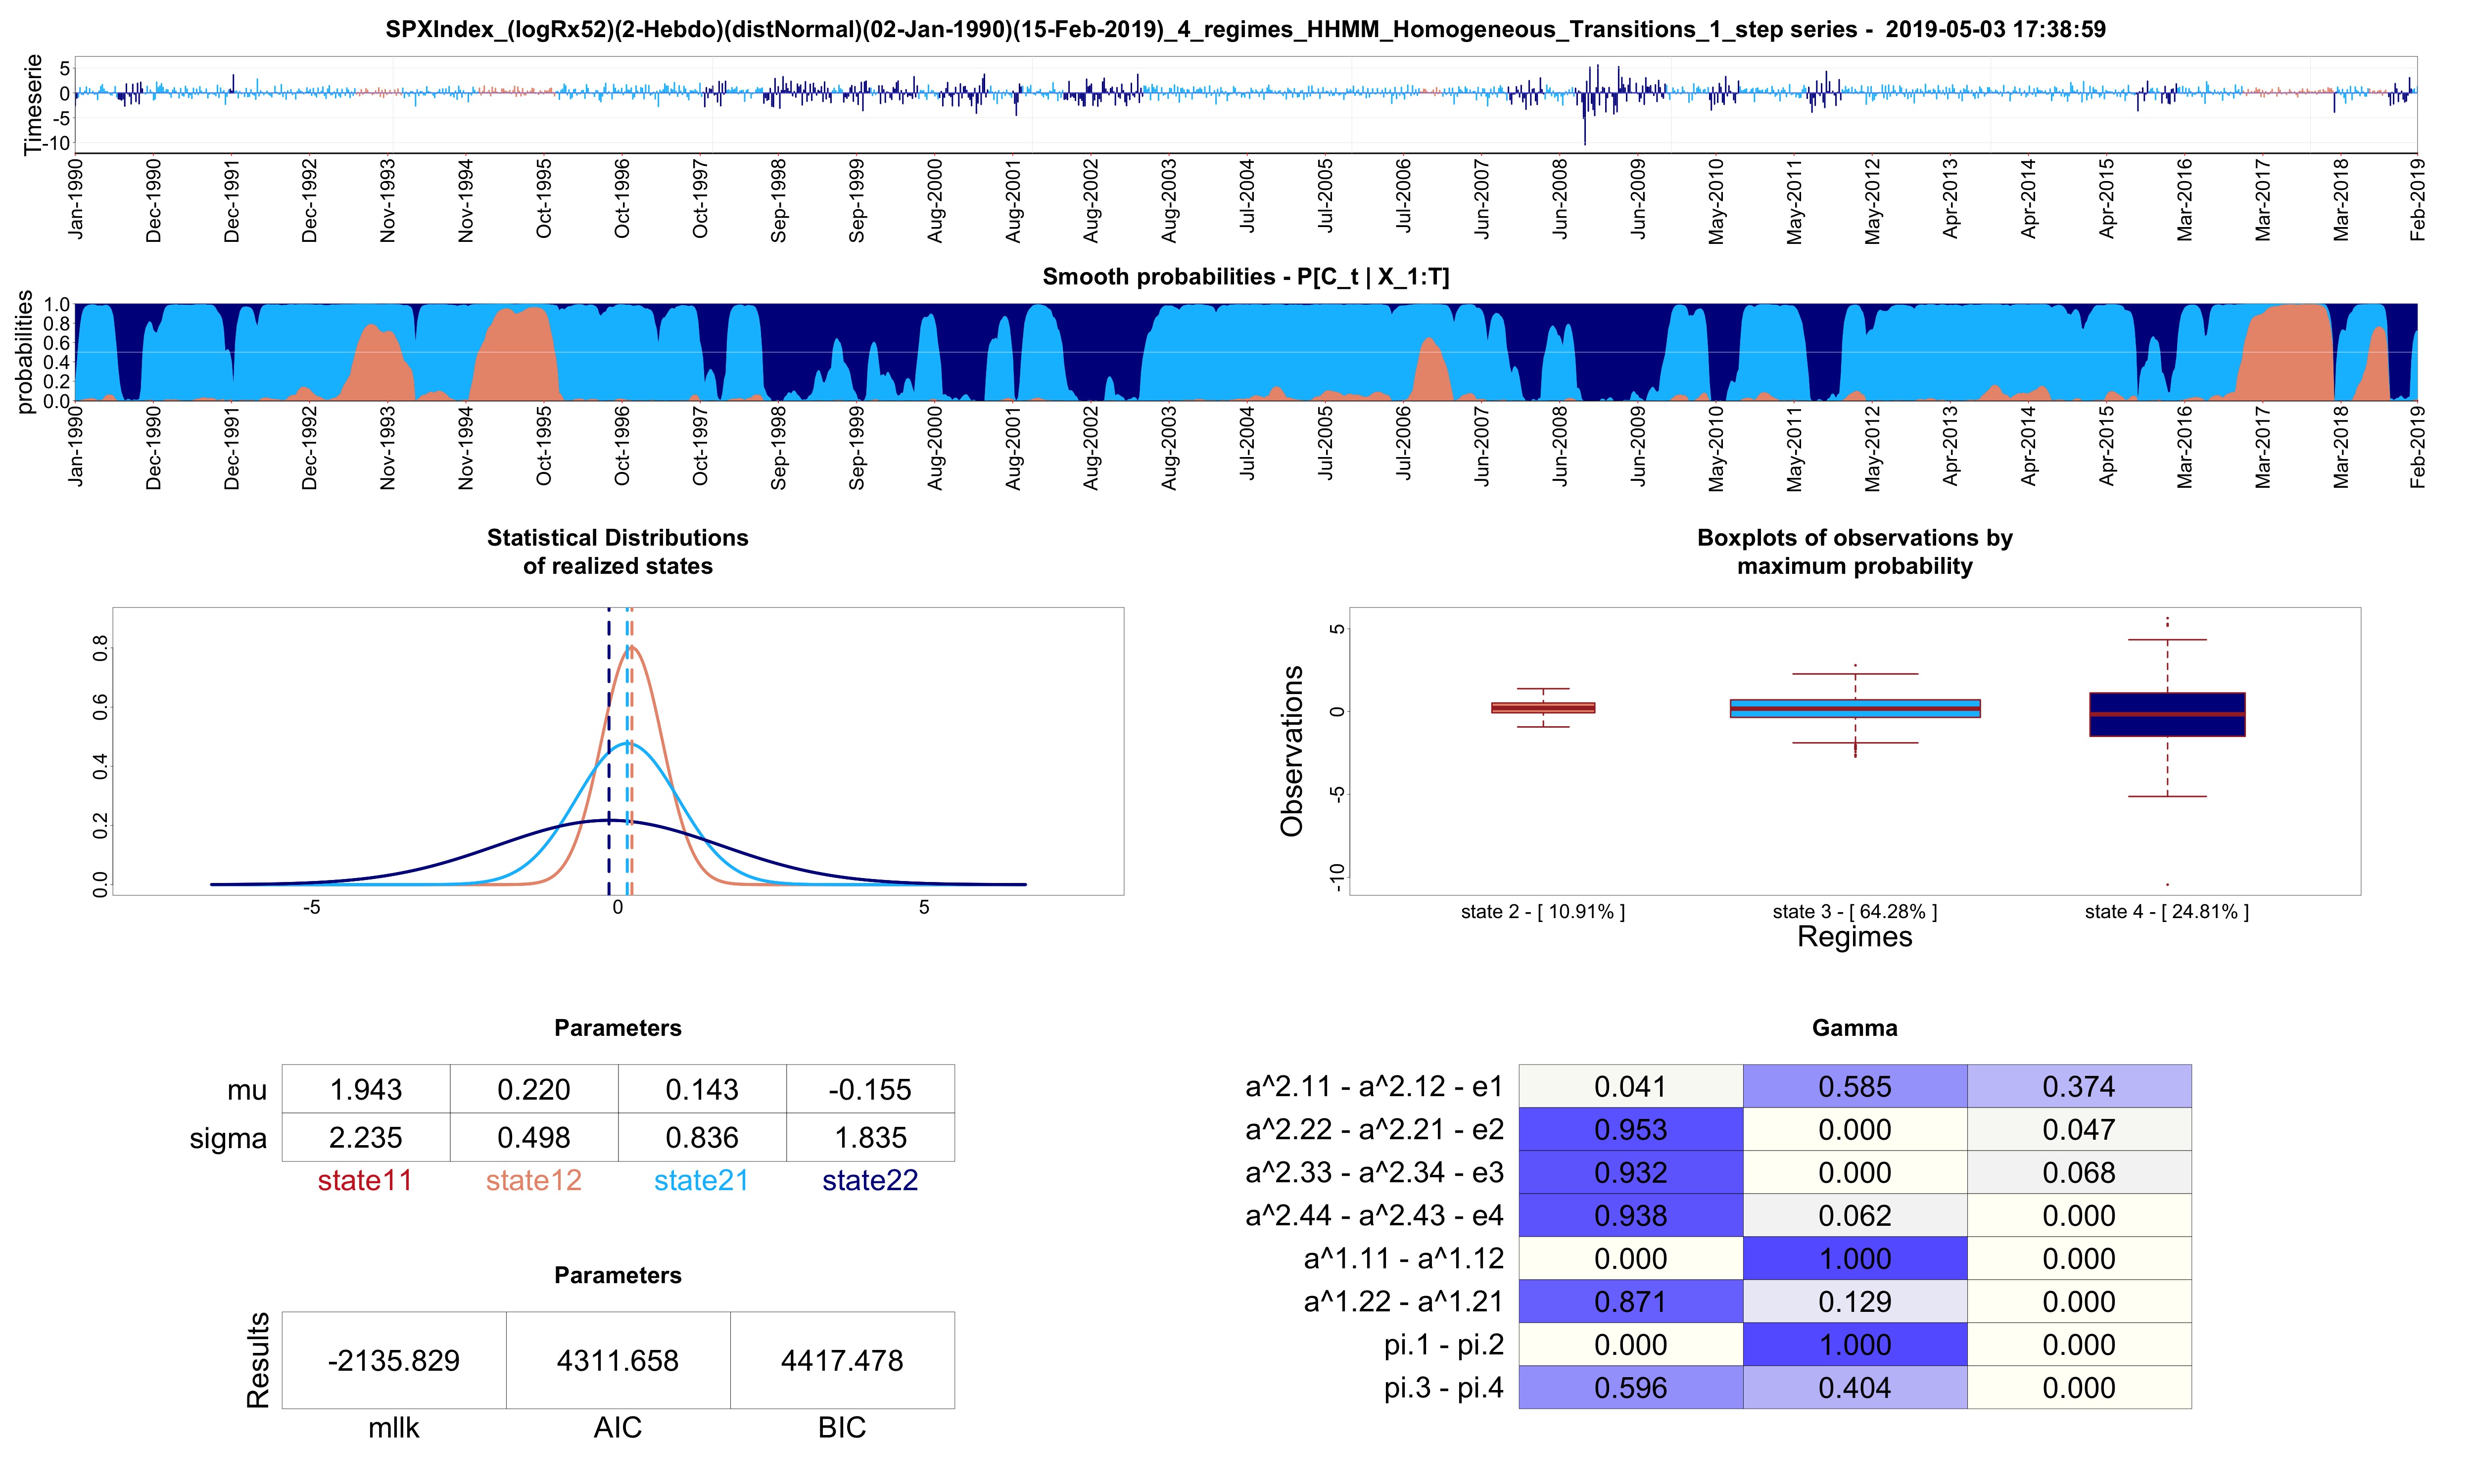 SPXIndex_(logRx52)(2-Hebdo)(distNormal)(02-Jan-1990)(15-Feb-2019)_4_regimes_HHMM_Homogeneous_Transitions_1_step series - 2019-05-03 17:38:59
Timeserie
5
0
-5
-10
Jan-1990 Dec-1990 Dec-1991 Dec-1992 Nov-1993 Nov-1994 Oct-1995 Oct-1996 Oct-1997 Sep-1998 Sep-1999 Aug-2000 Aug-2001 Aug-2002 Aug-2003 Jul-2004 Jul-2005 Jul-2006 Jun-2007 Jun-2008 Jun-2009 May-2010 May-2011 May-2012 Apr-2013 Apr-2014 Apr-2015 Mar-2016 Mar-2017 Mar-2018 Feb-2019
Smooth probabilities - P[C_t | X_1:T]
probabilities
1.0
0.8
0.6
0.4
0.2
0.0
Jan-1990 Dec-1990 Dec-1991 Dec-1992 Nov-1993 Nov-1994 Oct-1995 Oct-1996 Oct-1997 Sep-1998 Sep-1999 Aug-2000 Aug-2001 Aug-2002 Aug-2003 Jul-2004 Jul-2005 Jul-2006 Jun-2007 Jun-2008 Jun-2009 May-2010 May-2011 May-2012 Apr-2013 Apr-2014 Apr-2015 Mar-2016 Mar-2017 Mar-2018 Feb-2019
Statistical Distributions
of realized states
0.8
0.6
0.4
0.2
0.0
-5 0 5
Boxplots of observations by
maximum probability
Observations
5
0
-5
-10
state 2 - [ 10.91% ] state 3 - [ 64.28% ] state 4 - [ 24.81% ]
Regimes
Parameters
mu 1.943 0.220 0.143 -0.155
sigma 2.235 0.498 0.836 1.835
state11 state12 state21 state22
Parameters
Results
-2135.829 4311.658 4417.478
mllk AIC BIC
Gamma
a^2.11 - a^2.12 - e1 0.041 0.585 0.374
a^2.22 - a^2.21 - e2 0.953 0.000 0.047
a^2.33 - a^2.34 - e3 0.932 0.000 0.068
a^2.44 - a^2.43 - e4 0.938 0.062 0.000
a^1.11 - a^1.12 0.000 1.000 0.000
a^1.22 - a^1.21 0.871 0.129 0.000
pi.1 - pi.2 0.000 1.000 0.000
pi.3 - pi.4 0.596 0.404 0.000